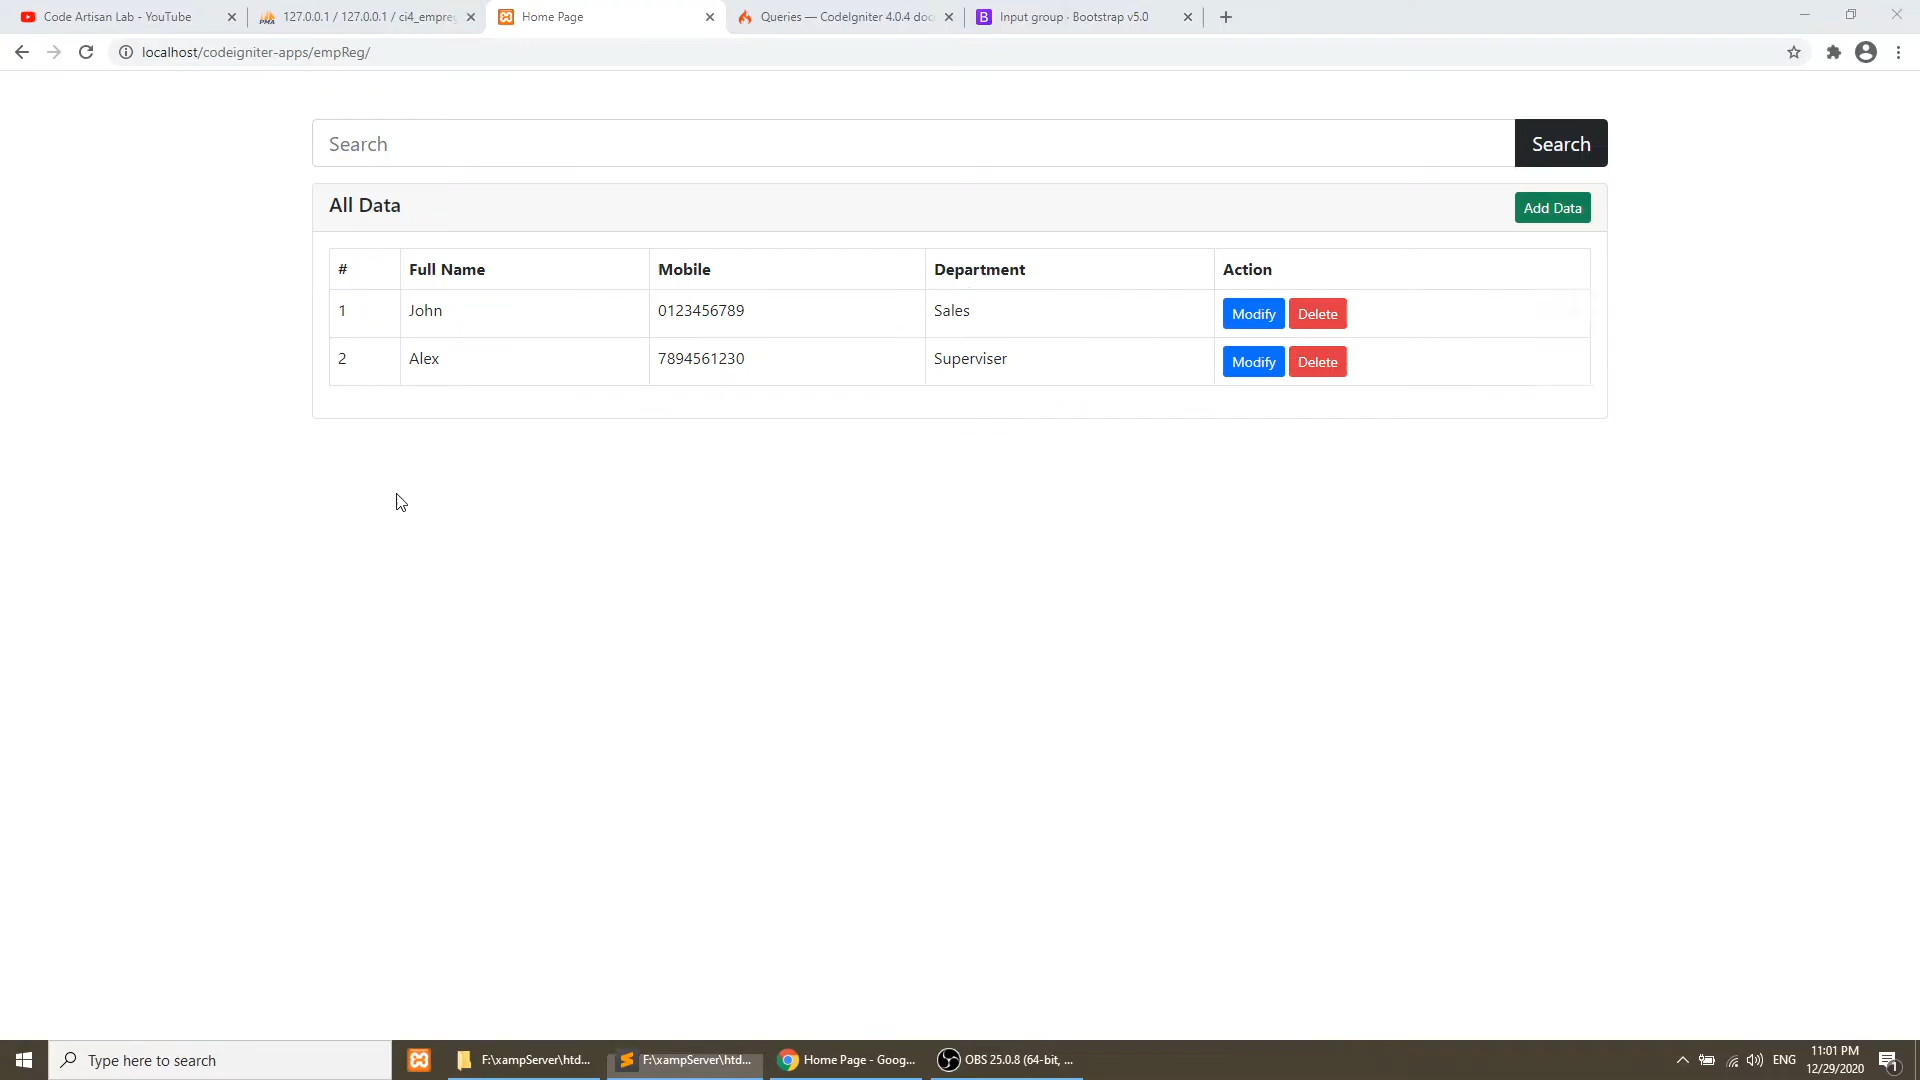 Code Artisan Lab - YouTube
127.0.0.1 / 127.0.0.1 / ci4_empreg
Home Page
Queries — CodeIgniter 4.0.4 doc
Input group · Bootstrap v5.0
localhost/codeigniter-apps/empReg/
Search Search
All Data Add Data
# Full Name Mobile Department Action
1 John 0123456789 Sales Modify Delete
2 Alex 7894561230 Superviser Modify Delete
Type here to search
F:\xampServer\htd...
F:\xampServer\htd...
Home Page - Goog...
OBS 25.0.8 (64-bit, ...
ENG
11:01 PM
12/29/2020
1